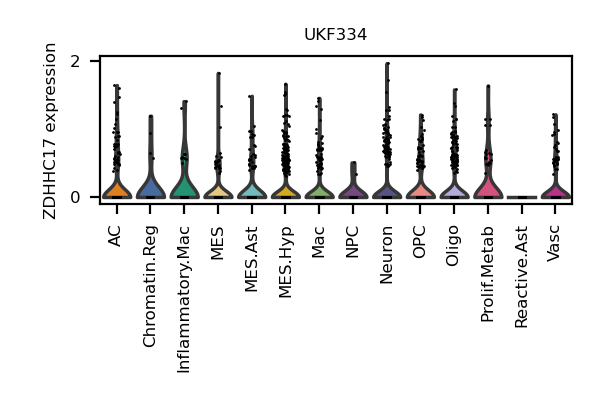 UKF334
ZDHHC17 expression
2
0
AC
Chromatin.Reg
Inflammatory.Mac
MES
MES.Ast
MES.Hyp
Mac
NPC
Neuron
OPC
Oligo
Prolif.Metab
Reactive.Ast
Vasc